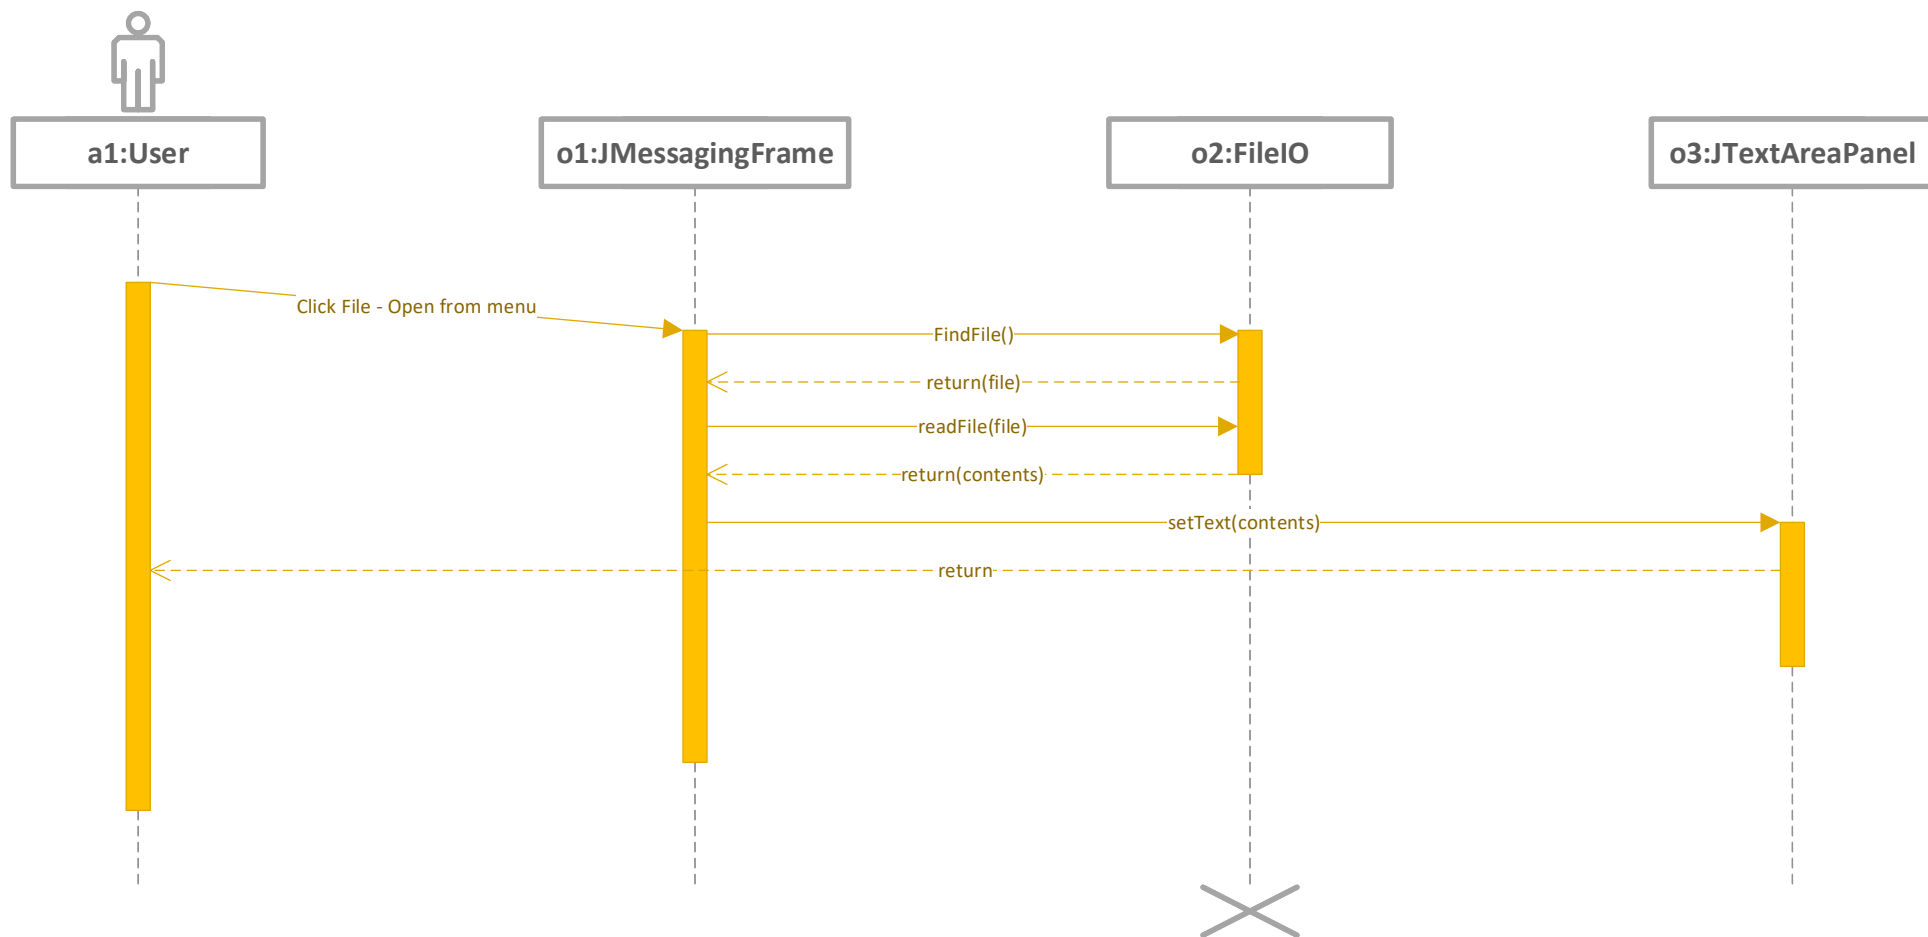 a1:User
o1:JMessagingFrame
o2:FileIO
o3:JTextAreaPanel
Click File - Open from menu
FindFile()
return(file)
readFile(file)
return(contents)
setText(contents)
return